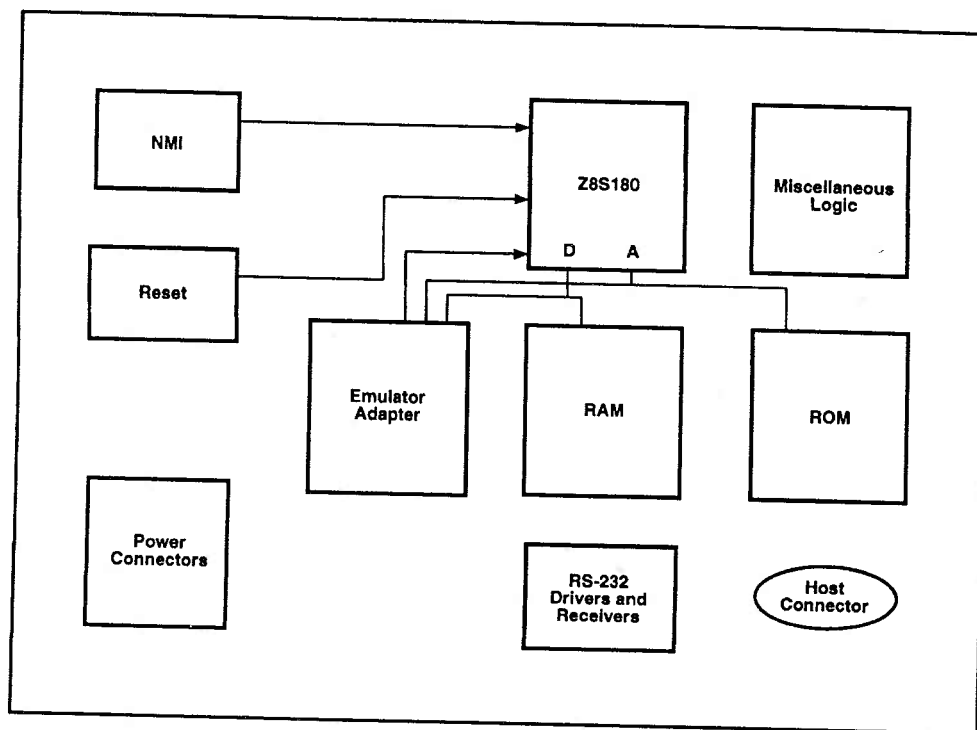 NMI
Z8S180
Miscellaneous
Logic
D
A
Reset
Emulator
Adapter
RAM
ROM
Power
Connectors
RS-232
Drivers and
Receivers
Host
Connector